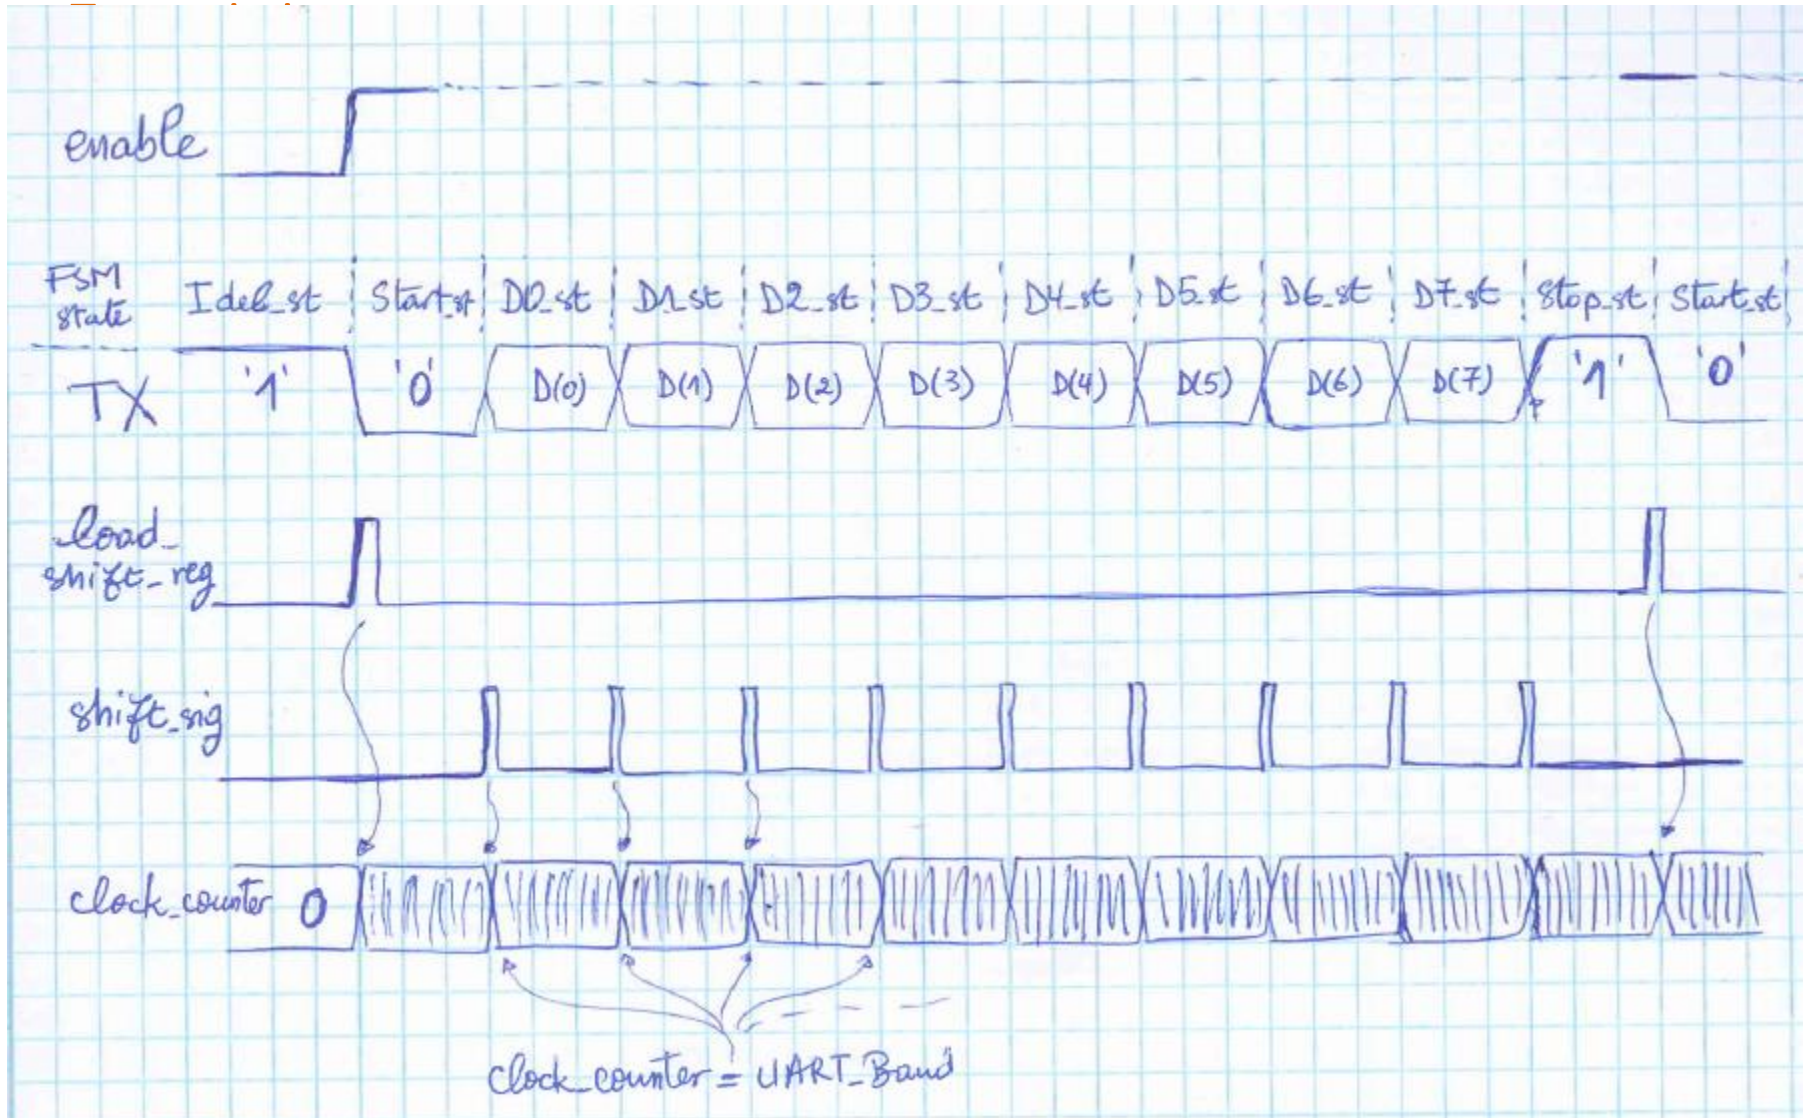 enable
FSM
state
Idel_st Start_st D0_st D1_st D2_st D3_st D4_st D5_st D6_st D7_st Stop_st Start_st
TX '1' '0' D(0) D(1) D(2) D(3) D(4) D(5) D(6) D(7) '1' '0'
load_
shift_reg
shift_sig
clock_counter 0
clock_counter = UART_Baud